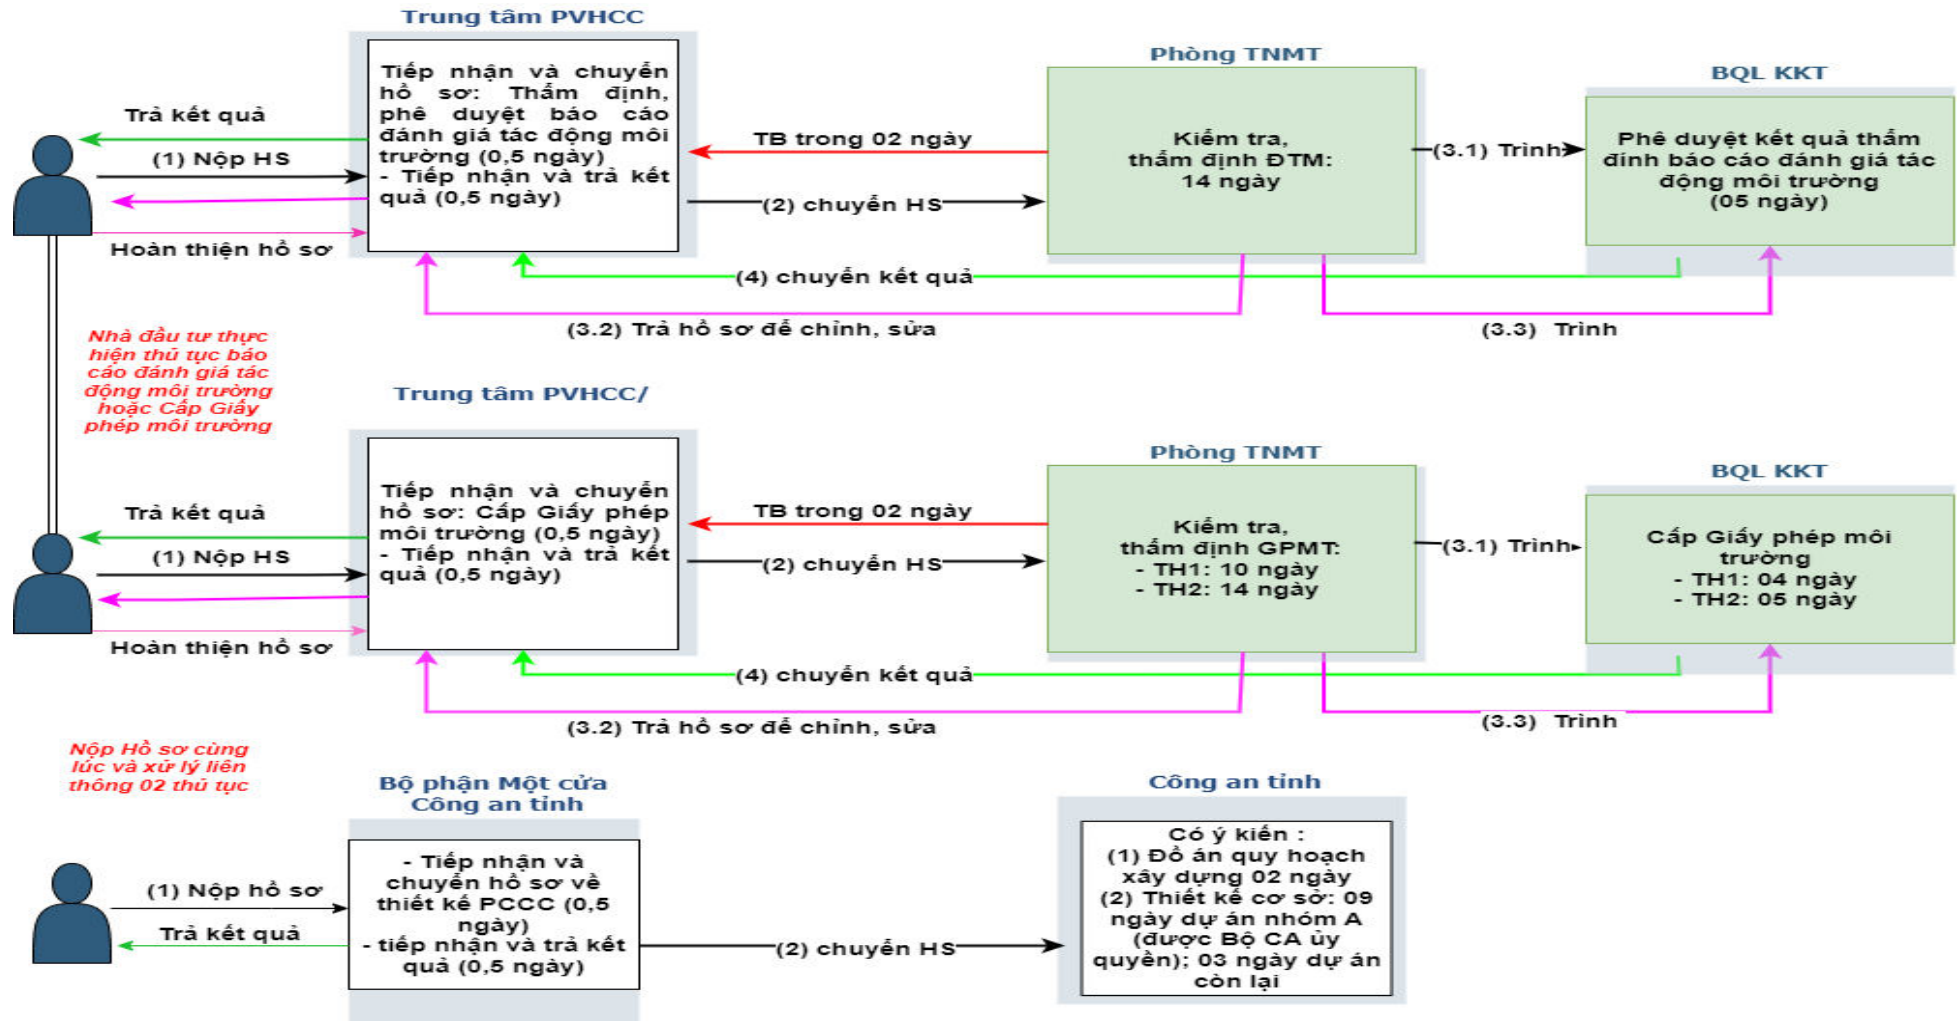 Trung tâm PVHCC
Phòng TNMT
BQL KKT
Tiếp nhận và chuyển
hồ sơ: Thẩm định,
phê duyệt báo cáo
đánh giá tác động môi
trường (0,5 ngày)
- Tiếp nhận và trả kết
quả (0,5 ngày)
Trả kết quả
(1) Nộp HS
Hoàn thiện hồ sơ
TB trong 02 ngày
(2) chuyển HS
Kiểm tra,
thẩm định ĐTM:
14 ngày
(3.1) Trình
Phê duyệt kết quả thẩm
đính báo cáo đánh giá tác
động môi trường
(05 ngày)
(4) chuyển kết quả
(3.2) Trả hồ sơ để chỉnh, sửa
(3.3) Trình
Nhà đầu tư thực
hiện thủ tục báo
cáo đánh giá tác
động môi trường
hoặc Cấp Giấy
phép môi trường
Trung tâm PVHCC/
Phòng TNMT
BQL KKT
Tiếp nhận và chuyển
hồ sơ: Cấp Giấy phép
môi trường (0,5 ngày)
- Tiếp nhận và trả kết
quả (0,5 ngày)
Trả kết quả
(1) Nộp HS
Hoàn thiện hồ sơ
TB trong 02 ngày
(2) chuyển HS
Kiểm tra,
thẩm định GPMT:
- TH1: 10 ngày
- TH2: 14 ngày
(3.1) Trình
Cấp Giấy phép môi
trường
- TH1: 04 ngày
- TH2: 05 ngày
(4) chuyển kết quả
(3.2) Trả hồ sơ để chỉnh, sửa
(3.3) Trình
Nộp Hồ sơ cùng
lúc và xử lý liên
thông 02 thủ tục
Bộ phận Một cửa
Công an tỉnh
Công an tỉnh
(1) Nộp hồ sơ
Trả kết quả
- Tiếp nhận và
chuyển hồ sơ về
thiết kế PCCC (0,5
ngày)
- tiếp nhận và trả kết
quả (0,5 ngày)
(2) chuyển HS
Có ý kiến :
(1) Đồ án quy hoạch
xây dựng 02 ngày
(2) Thiết kế cơ sở: 09
ngày dự án nhóm A
(được Bộ CA ủy
quyền); 03 ngày dự án
còn lại